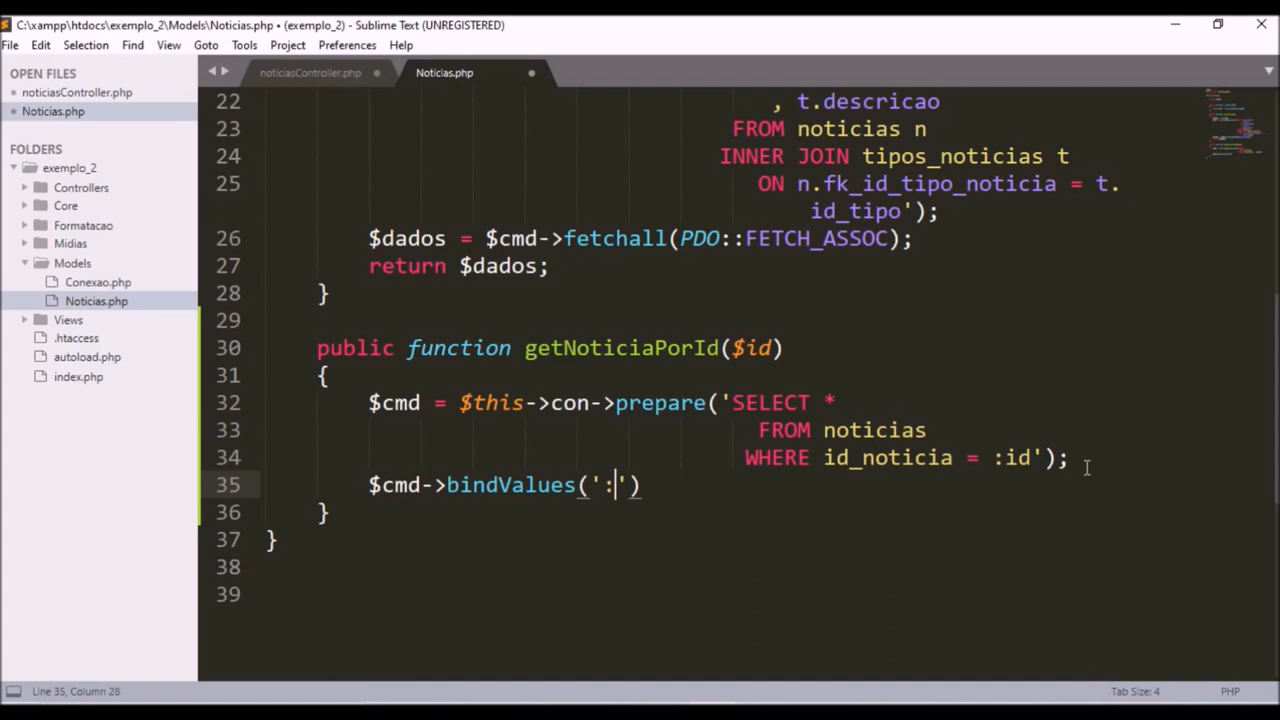 C:\xampp\htdocs\exemplo_2\Models\Noticias.php • (exemplo_2) - Sublime Text (UNREGISTERED)
File Edit Selection Find View Goto Tools Project Preferences Help
OPEN FILES
noticiasController.php
Noticias.php
FOLDERS
exemplo_2
Controllers
Core
Formatacao
Midias
Models
Conexao.php
Noticias.php
Views
.htaccess
autoload.php
index.php
noticiasController.php Noticias.php
22 , t.descricao
23 FROM noticias n
24 INNER JOIN tipos_noticias t
25 ON n.fk_id_tipo_noticia = t.
id_tipo');
26 $dados = $cmd->fetchall(PDO::FETCH_ASSOC);
27 return $dados;
28 }
29
30 public function getNoticiaPorId($id)
31 {
32 $cmd = $this->con->prepare('SELECT *
33 FROM noticias
34 WHERE id_noticia = :id');
35 $cmd->bindValues(':')
36 }
37 }
38
39
Line 35, Column 28 Tab Size: 4 PHP